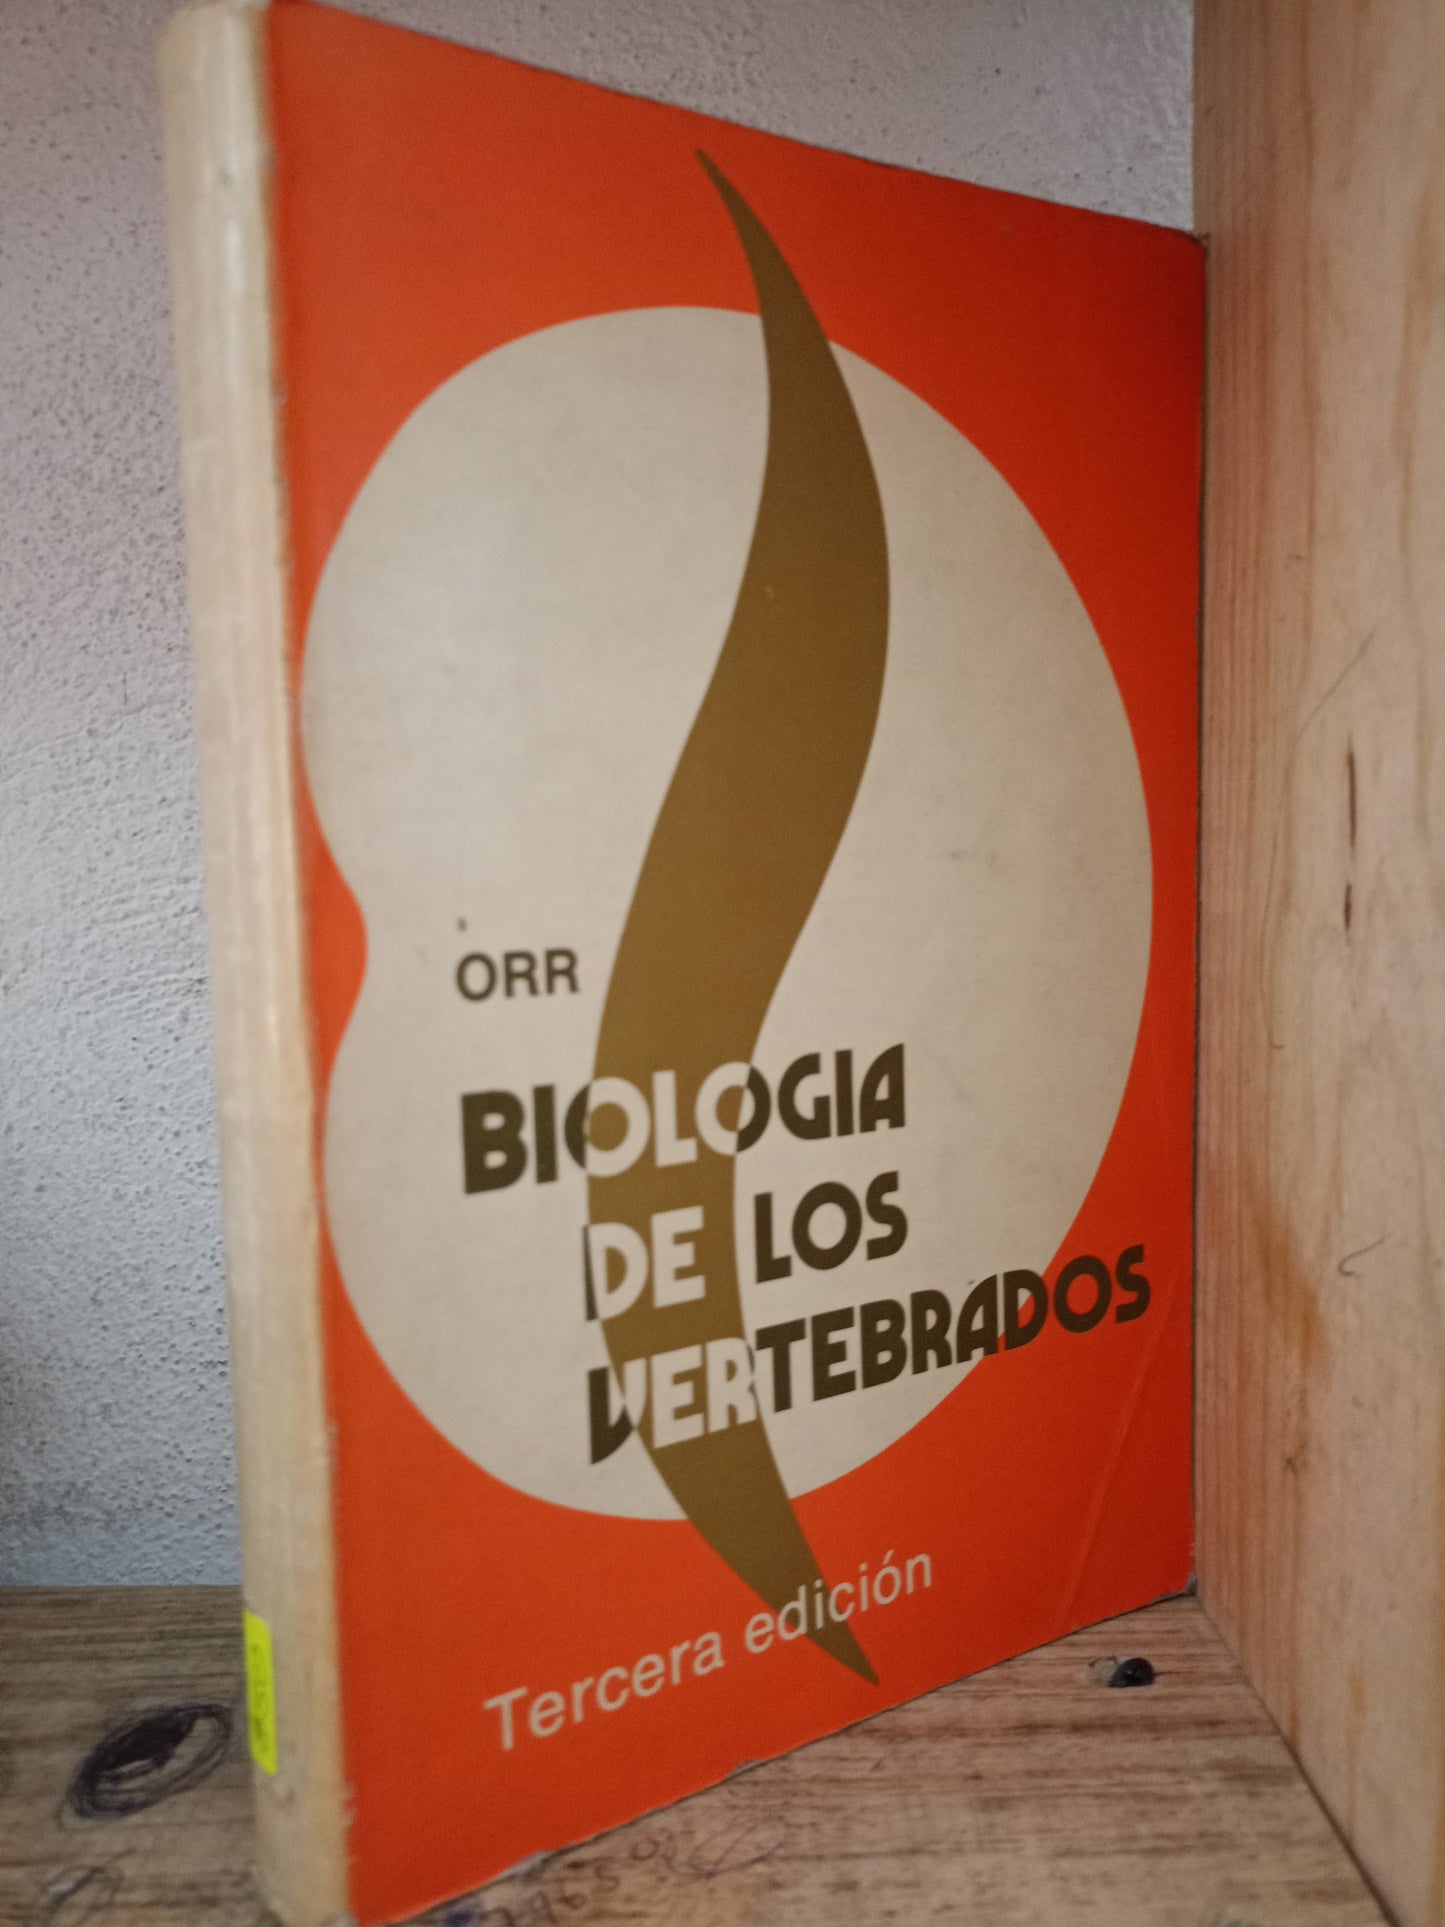 ORR
BIOLOGIA
DE LOS
VERTEBRADOS
Tercera edición